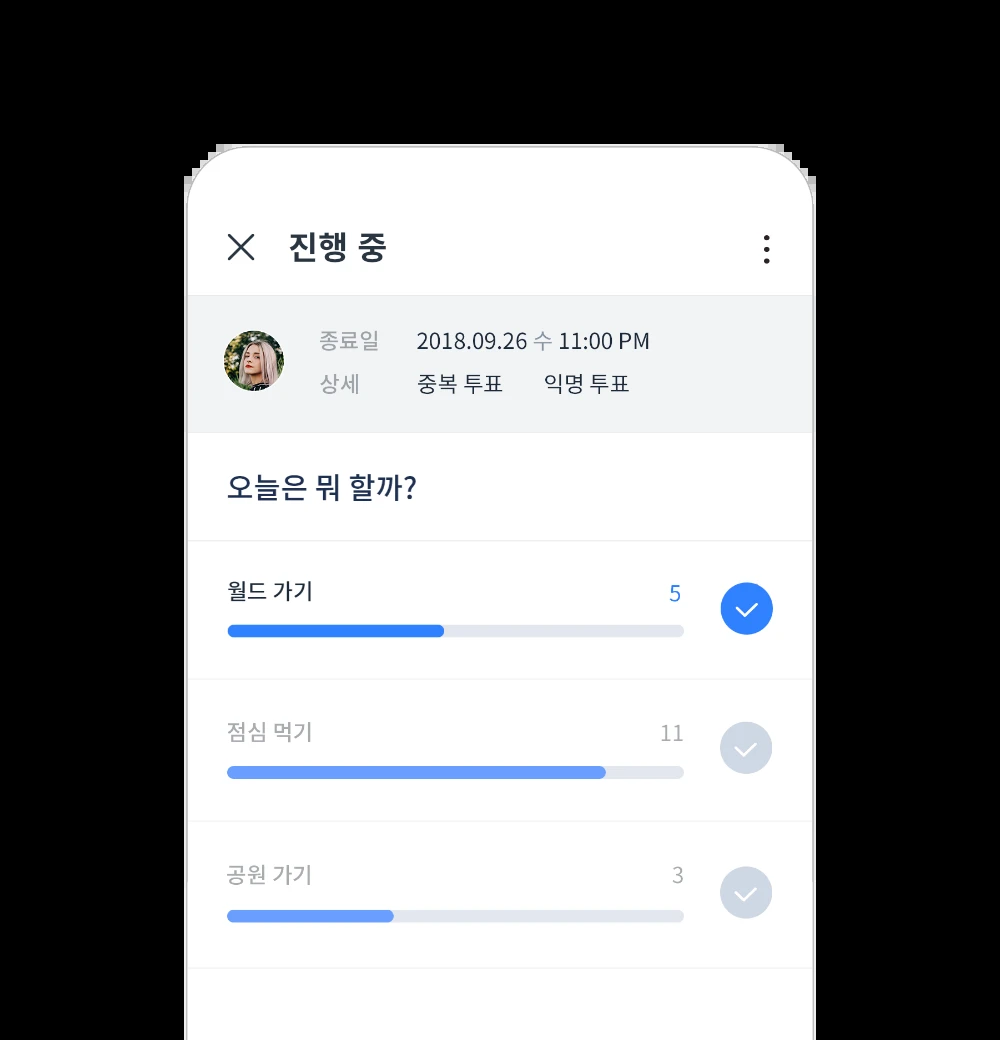 진행 중
종료일 2018.09.26 수 11:00 PM
상세 중복 투표 익명 투표
오늘은 뭐 할까?
월드 가기 5
점심 먹기 11
공원 가기 3